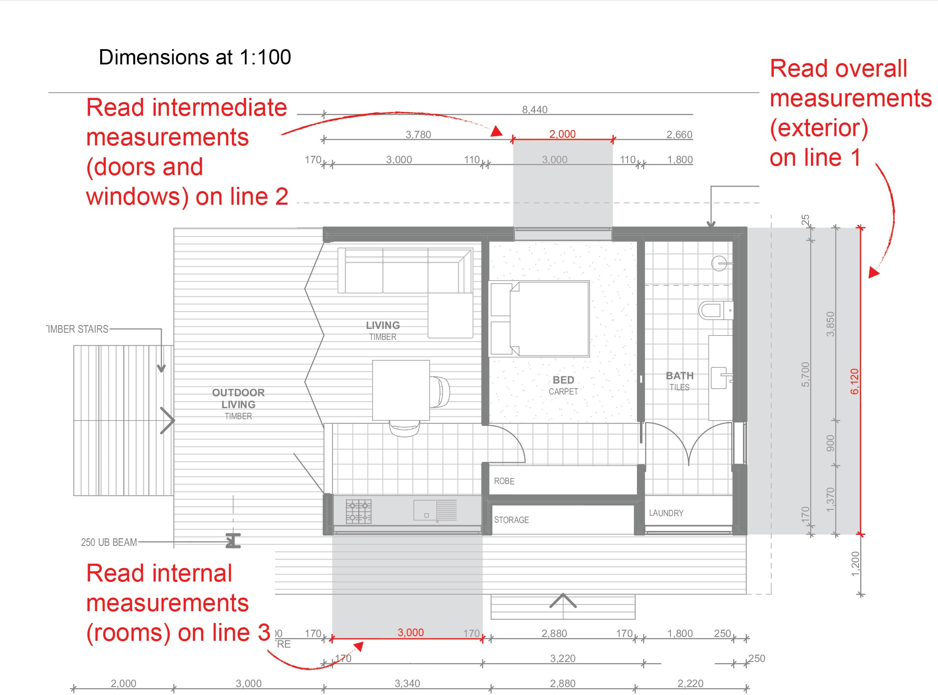 Dimensions at 1:100
Read overall
measurements
(exterior)
on line 1
Read intermediate
measurements
(doors and
windows) on line 2
8,440
3,780 2,000 2,660
170 3,000 110 3,000 110 1,800
25
3,850
5,700
6,120
900
1,370
170
1,200
TIMBER STAIRS
LIVING
TIMBER
OUTDOOR
LIVING
TIMBER
BED
CARPET
BATH
TILES
ROBE
STORAGE
LAUNDRY
250 UB BEAM
Read internal
measurements
(rooms) on line 3
170 3,000 170 2,880 170 1,800 250
RE
170 3,220 250
2,000 3,000 3,340 2,880 2,220